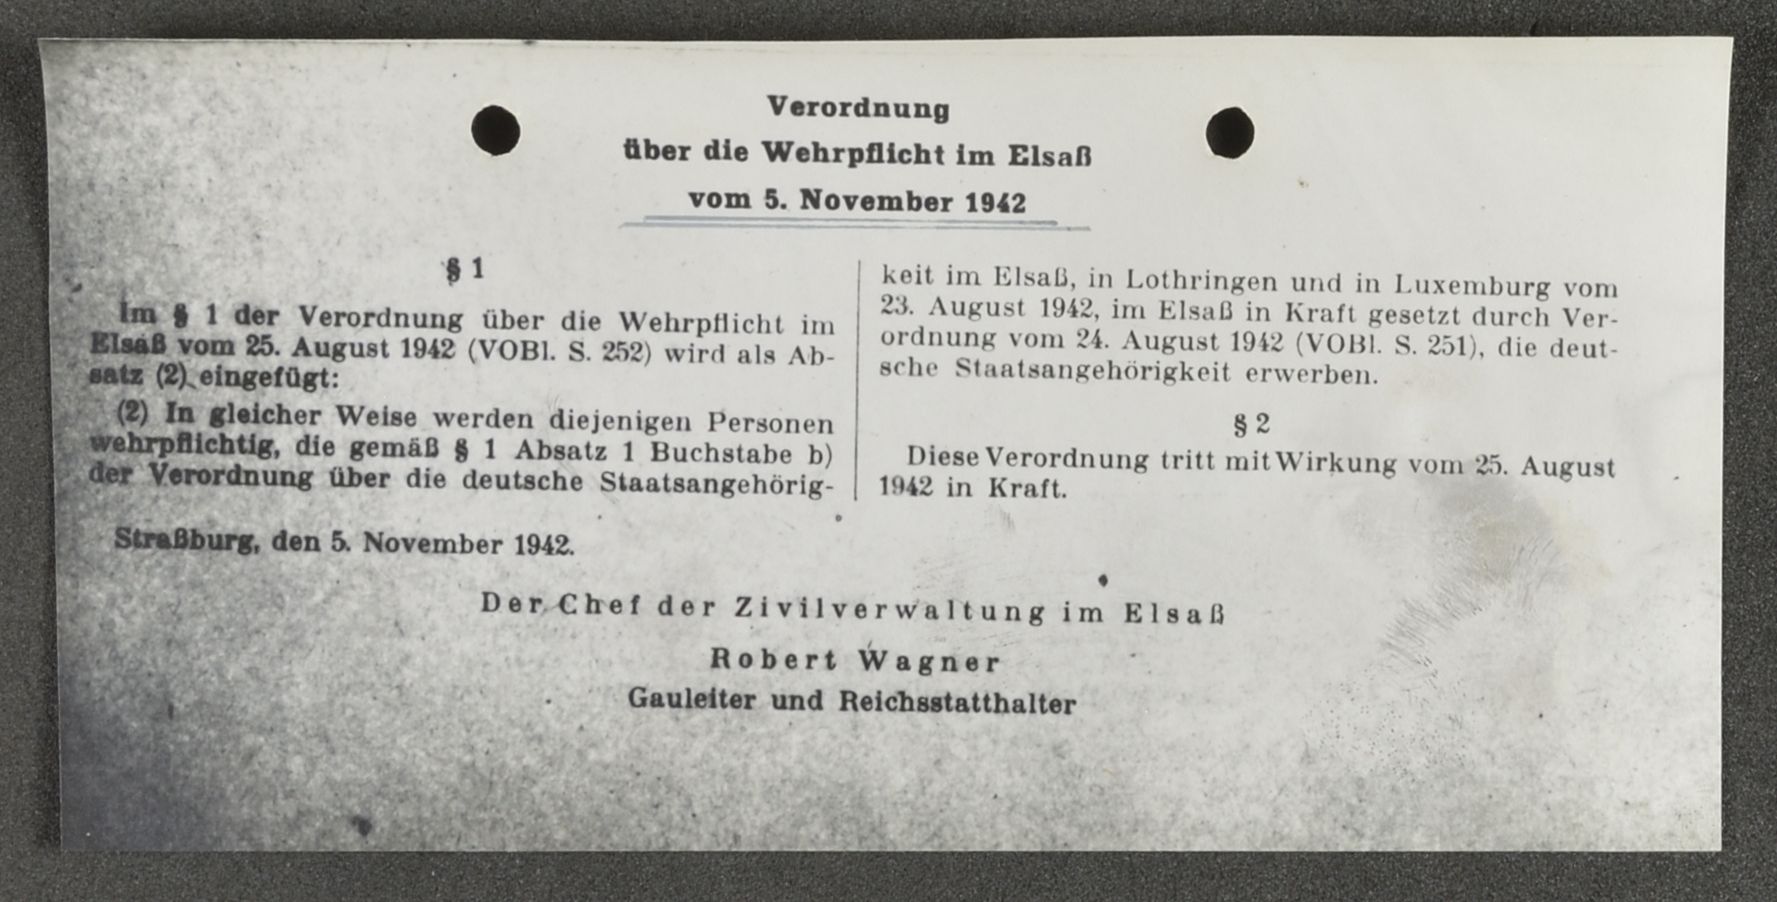 Verordnung
über die Wehrpflicht im Elsaß
vom 5. November 1942
§ 1
Im § 1 der Verordnung über die Wehrpflicht im
Elsaß vom 25. August 1942 (VOBl. S. 252) wird als Ab-
satz (2) eingefügt:
(2) In gleicher Weise werden diejenigen Personen
wehrpflichtig, die gemäß § 1 Absatz 1 Buchstabe b)
der Verordnung über die deutsche Staatsangehörig-
keit im Elsaß, in Lothringen und in Luxemburg vom
23. August 1942, im Elsaß in Kraft gesetzt durch Ver-
ordnung vom 24. August 1942 (VOBl. S. 251), die deut-
sche Staatsangehörigkeit erwerben.
§ 2
Diese Verordnung tritt mit Wirkung vom 25. August
1942 in Kraft.
Straßburg, den 5. November 1942.
Der Chef der Zivilverwaltung im Elsaß
Robert Wagner
Gauleiter und Reichsstatthalter